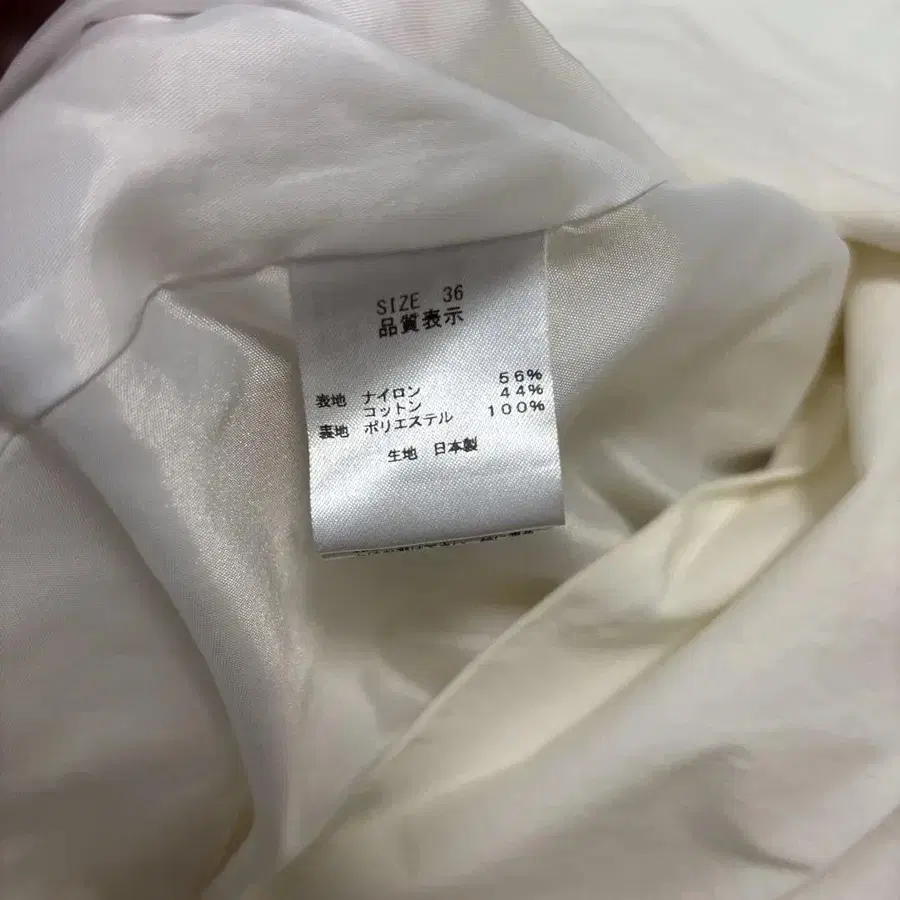 SIZE 36
品質表示
表地 ナイロン 56%
コットン 44%
裏地 ポリエステル 100%
生地 日本製